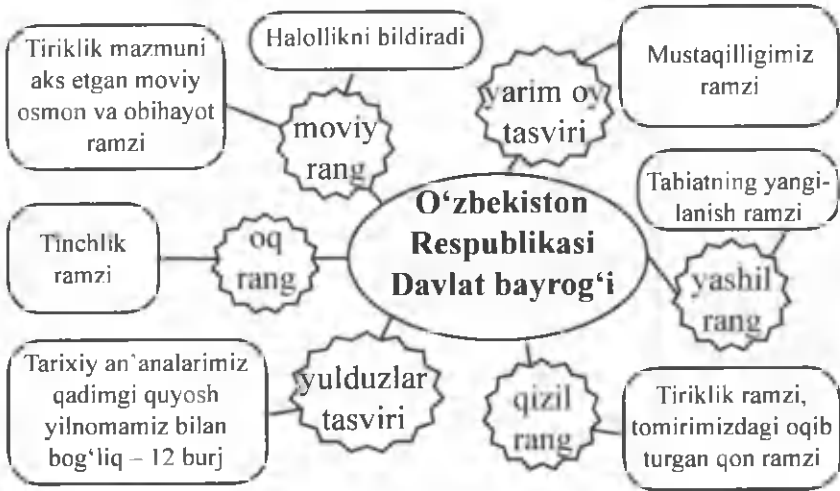 Tiriklik mazmuni
aks etgan moviy
osmon va obihayot
ramzi
Halollikni bildiradi
moviy
rang
yarim oy
tasviri
Mustaqilligimiz
ramzi
O‘zbekiston
Respublikasi
Davlat bayrog‘i
Tabiatning yangi-
lanish ramzi
yashil
rang
Tinchlik
ramzi
oq
rang
Tarixiy an`analarimiz
qadimgi quyosh
yilnomamiz bilan
bog‘liq – 12 burj
yulduzlar
tasviri
qizil
rang
Tiriklik ramzi,
tomirimizdagi oqib
turgan qon ramzi